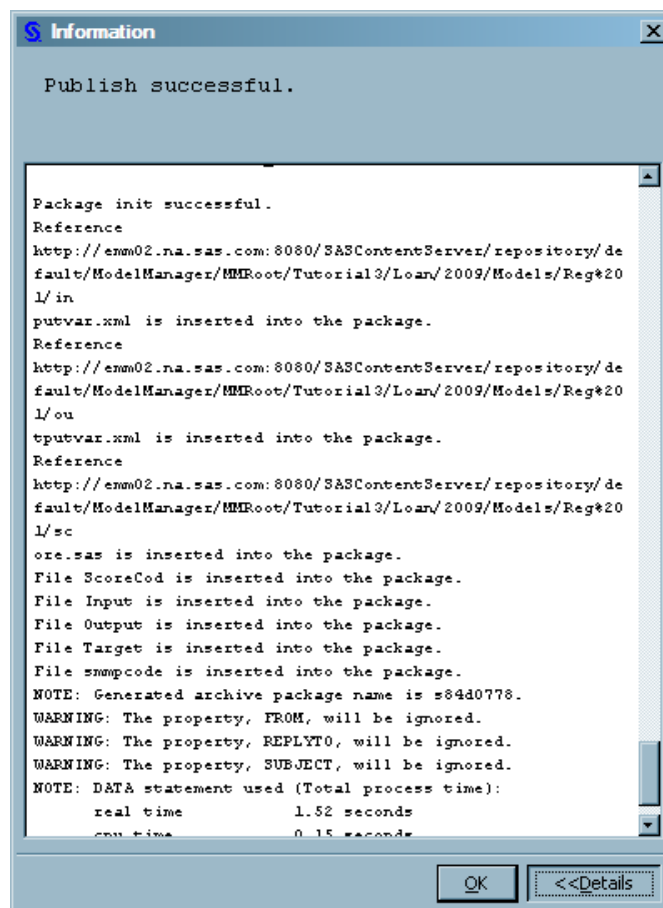 Information
Publish successful.
Package init successful.
Reference
http://emm02.na.sas.com:8080/SASContentServer/repository/de
fault/ModelManager/MMRoot/Tutorial3/Loan/2009/Models/Reg%20
1/in
putvar.xml is inserted into the package.
Reference
http://emm02.na.sas.com:8080/SASContentServer/repository/de
fault/ModelManager/MMRoot/Tutorial3/Loan/2009/Models/Reg%20
1/ou
tputvar.xml is inserted into the package.
Reference
http://emm02.na.sas.com:8080/SASContentServer/repository/de
fault/ModelManager/MMRoot/Tutorial3/Loan/2009/Models/Reg%20
1/sc
ore.sas is inserted into the package.
File ScoreCod is inserted into the package.
File Input is inserted into the package.
File Output is inserted into the package.
File Target is inserted into the package.
File smmpcode is inserted into the package.
NOTE: Generated archive package name is s84d0778.
WARNING: The property, FROM, will be ignored.
WARNING: The property, REPLYTO, will be ignored.
WARNING: The property, SUBJECT, will be ignored.
NOTE: DATA statement used (Total process time):
real time 1.52 seconds
cpu time 0.15 seconds
OK <<Details